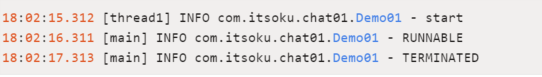 18:02:15.312 [thread1] INFO com.itsoku.chat01.Demo01 - start
18:02:16.311 [main] INFO com.itsoku.chat01.Demo01 - RUNNABLE
18:02:17.313 [main] INFO com.itsoku.chat01.Demo01 - TERMINATED